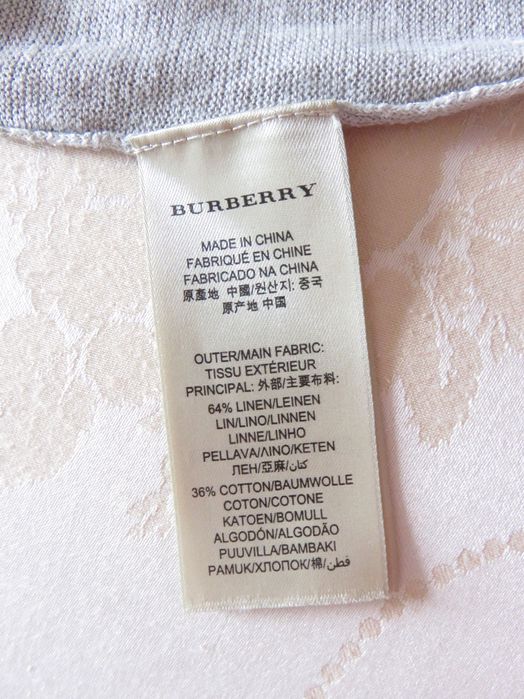 BURBERRY
MADE IN CHINA
FABRIQUÉ EN CHINE
FABRICADO NA CHINA
原產地 中國/원산지: 중국
原产地 中国
OUTER/MAIN FABRIC:
TISSU EXTÉRIEUR
PRINCIPAL: 外部/主要布料:
64% LINEN/LEINEN
LIN/LINO/LINNEN
LINNE/LINHO
PELLAVA/ΛΙΝΟ/KETEN
ЛЕН/亞麻/كتان
36% COTTON/BAUMWOLLE
COTON/COTONE
KATOEN/BOMULL
ALGODÓN/ALGODÃO
PUUVILLA/BAMBAKI
PAMUK/ХЛОПОК/棉/قطن